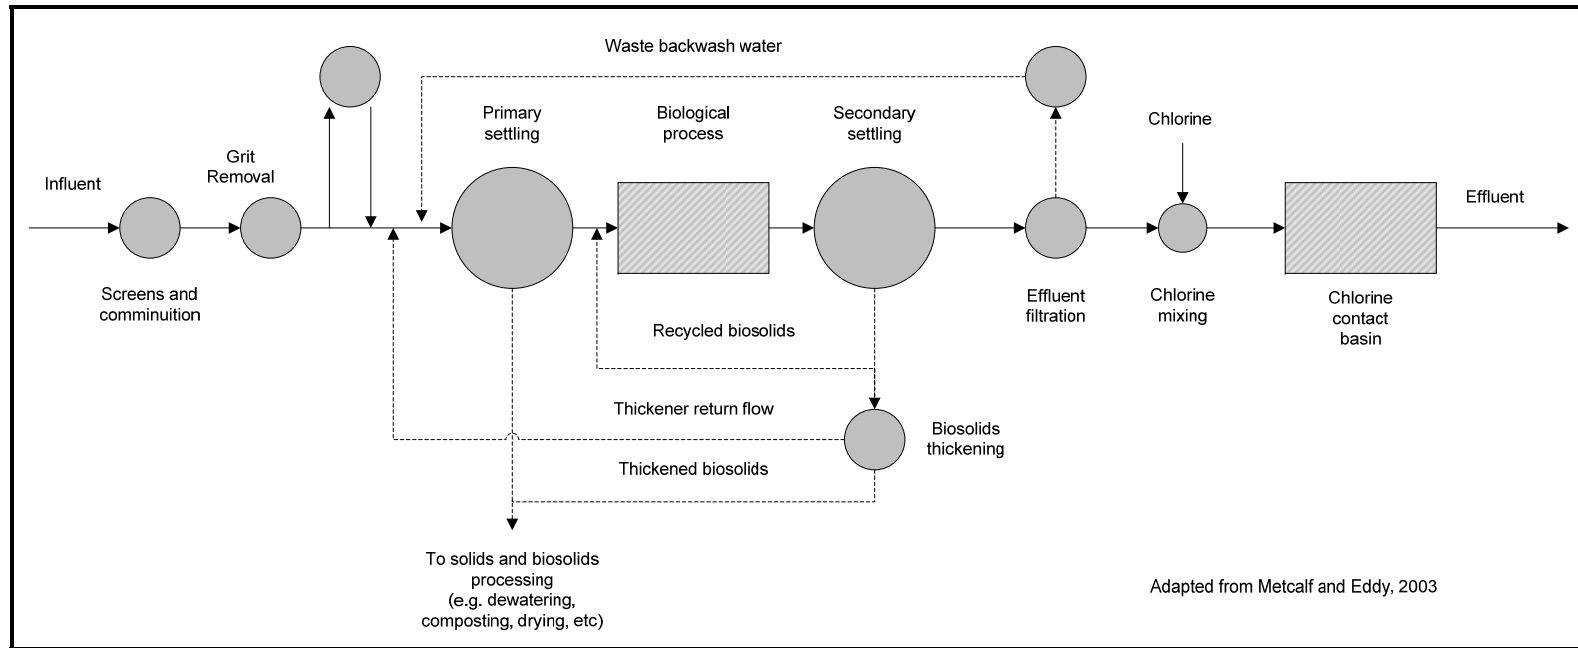 Waste backwash water
Primary
settling
Biological
process
Secondary
settling
Chlorine
Grit
Removal
Influent
Effluent
Screens and
comminuition
Effluent
filtration
Chlorine
mixing
Chlorine
contact
basin
Recycled biosolids
Thickener return flow
Biosolids
thickening
Thickened biosolids
To solids and biosolids
processing
(e.g. dewatering,
composting, drying, etc)
Adapted from Metcalf and Eddy, 2003